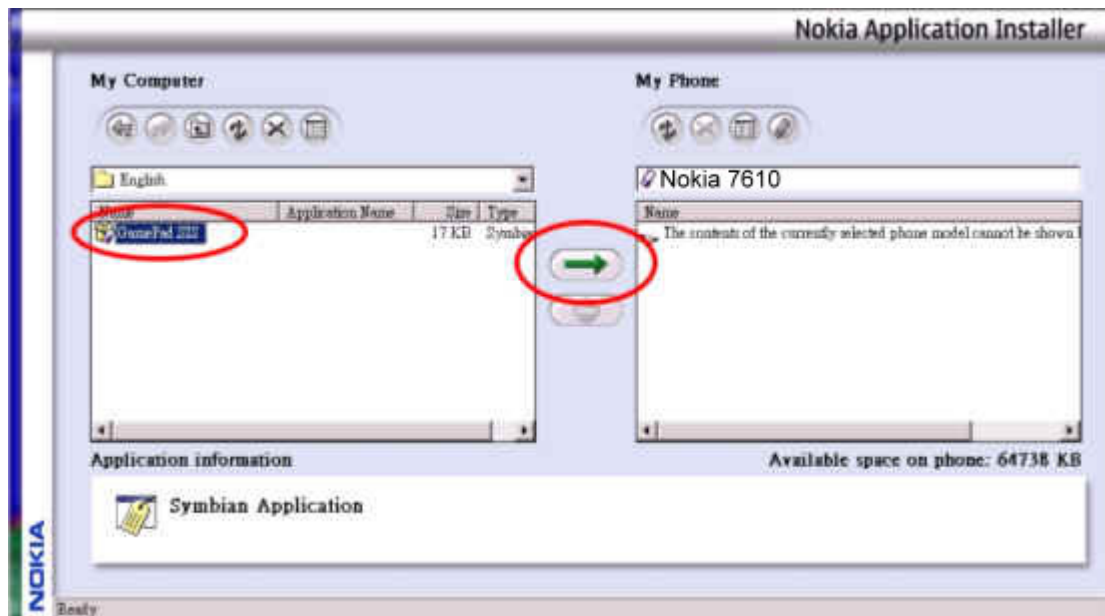 Nokia Application Installer
My Computer
My Phone
English
Nokia 7610
Name Application Name Size Type
Name
GamePad 17 KB Symbian
The contents of the currently selected phone model cannot be shown
Application information
Available space on phone: 64738 KB
Symbian Application
NOKIA
Ready